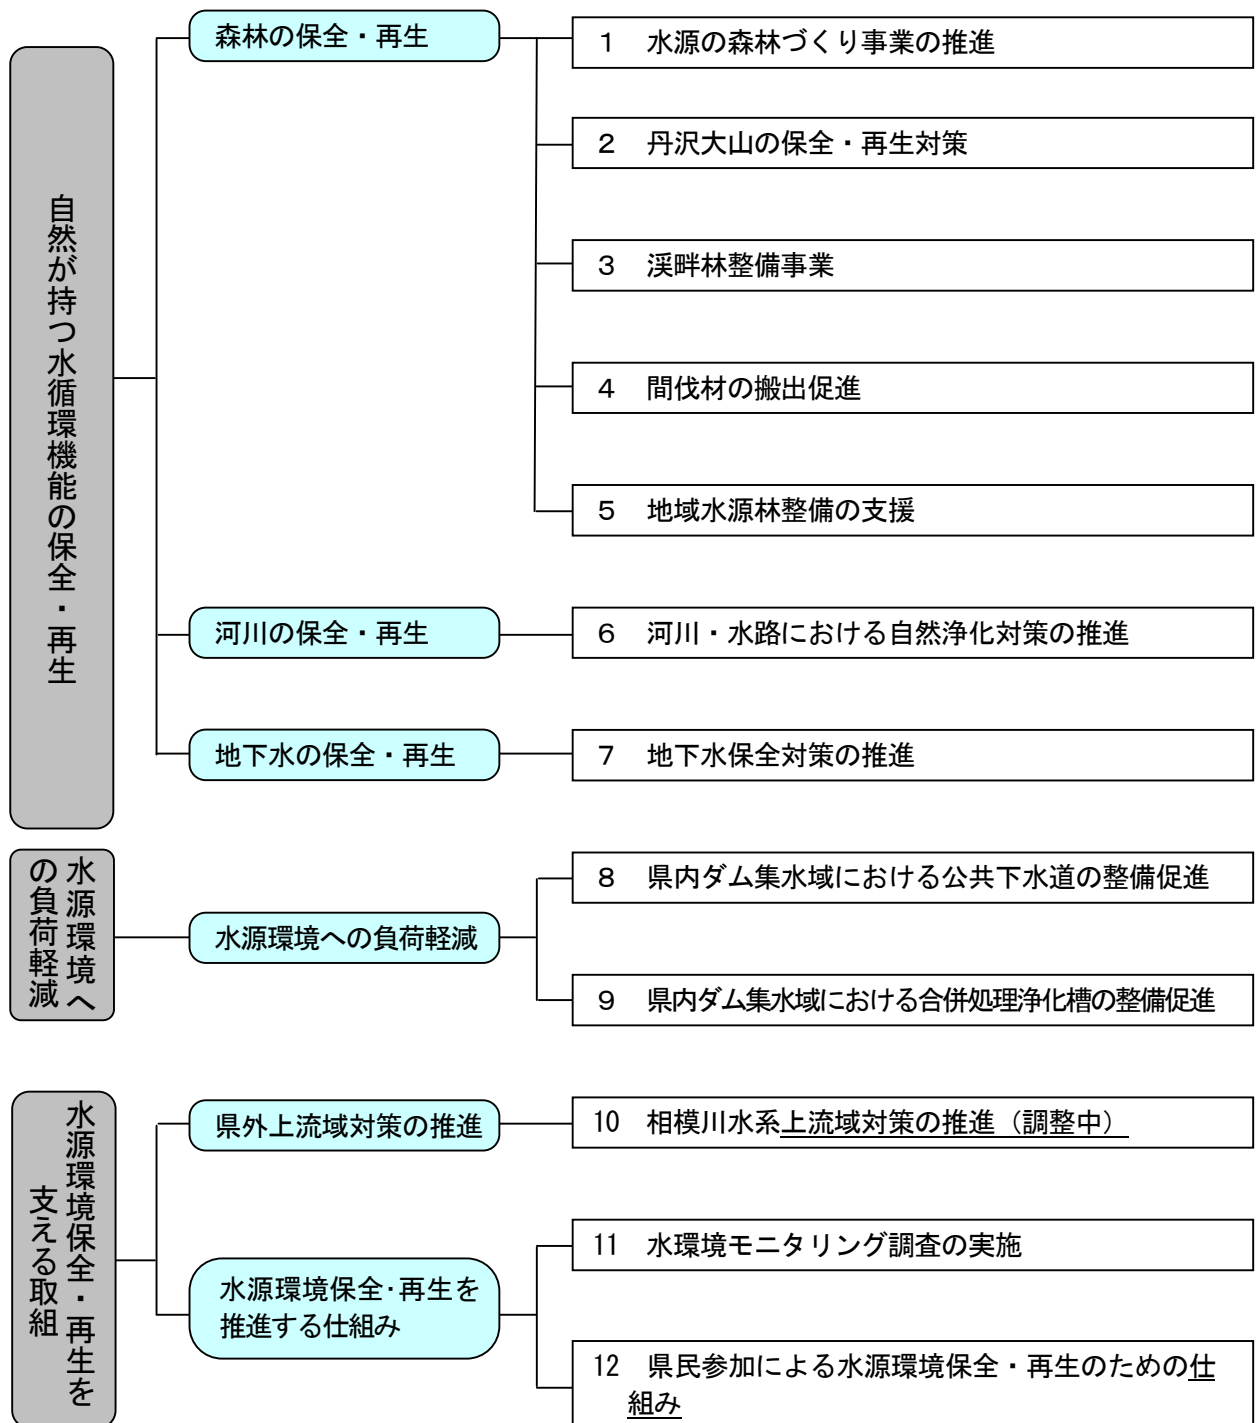 自然が持つ水循環機能の保全・再生
森林の保全・再生
1 水源の森林づくり事業の推進
2 丹沢大山の保全・再生対策
3 渓畔林整備事業
4 間伐材の搬出促進
5 地域水源林整備の支援
河川の保全・再生
6 河川・水路における自然浄化対策の推進
地下水の保全・再生
7 地下水保全対策の推進
水源環境へ
の負荷軽減
水源環境への負荷軽減
8 県内ダム集水域における公共下水道の整備促進
9 県内ダム集水域における合併処理浄化槽の整備促進
水源環境保全・再生を
支える取組
県外上流域対策の推進
10 相模川水系上流域対策の推進（調整中）
水源環境保全・再生を
推進する仕組み
11 水環境モニタリング調査の実施
12 県民参加による水源環境保全・再生のための仕
組み